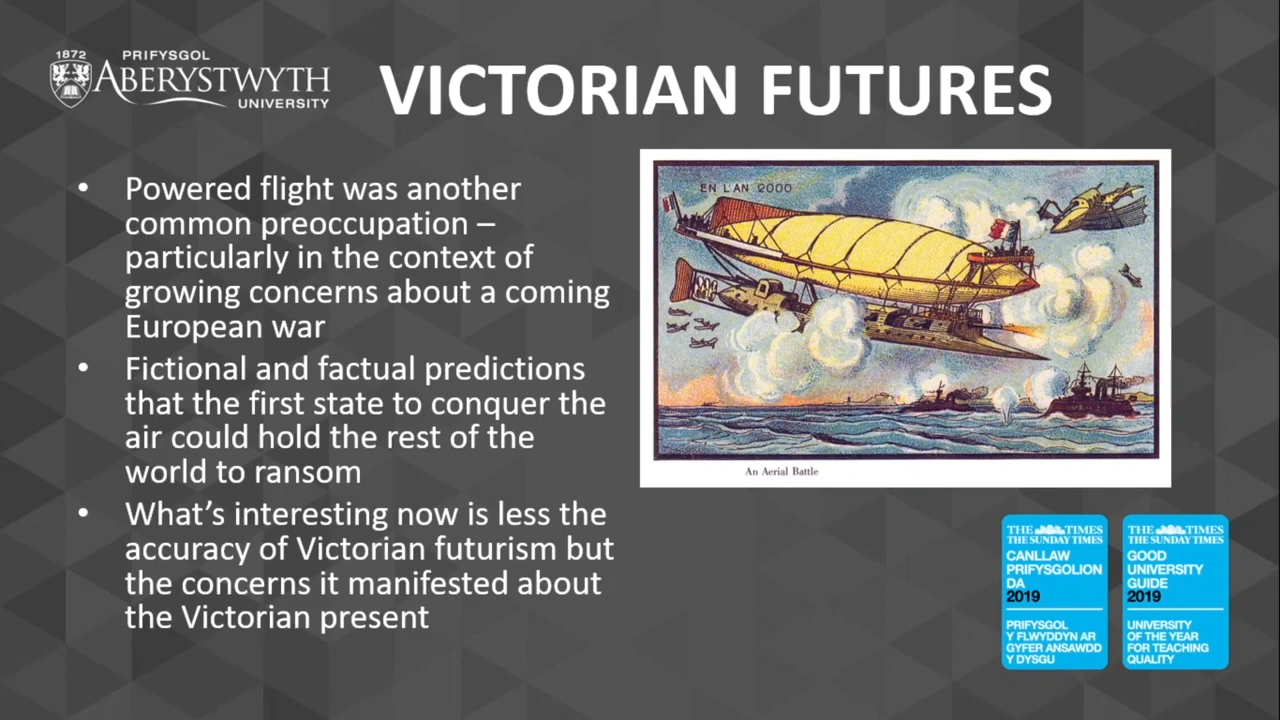 1872
PRIFYSGOL
ABERYSTWYTH
UNIVERSITY
VICTORIAN FUTURES
• Powered flight was another
common preoccupation –
particularly in the context of
growing concerns about a coming
European war
• Fictional and factual predictions
that the first state to conquer the
air could hold the rest of the
world to ransom
• What’s interesting now is less the
accuracy of Victorian futurism but
the concerns it manifested about
the Victorian present
EN L'AN 2000
An Aerial Battle
THE TIMES
THE SUNDAY TIMES
CANLLAW
PRIFYSGOLION
DA
2019
PRIFYSGOL
Y FLWYDDYN AR
GYFER ANSAWDD
Y DYSGU
THE TIMES
THE SUNDAY TIMES
GOOD
UNIVERSITY
GUIDE
2019
UNIVERSITY
OF THE YEAR
FOR TEACHING
QUALITY